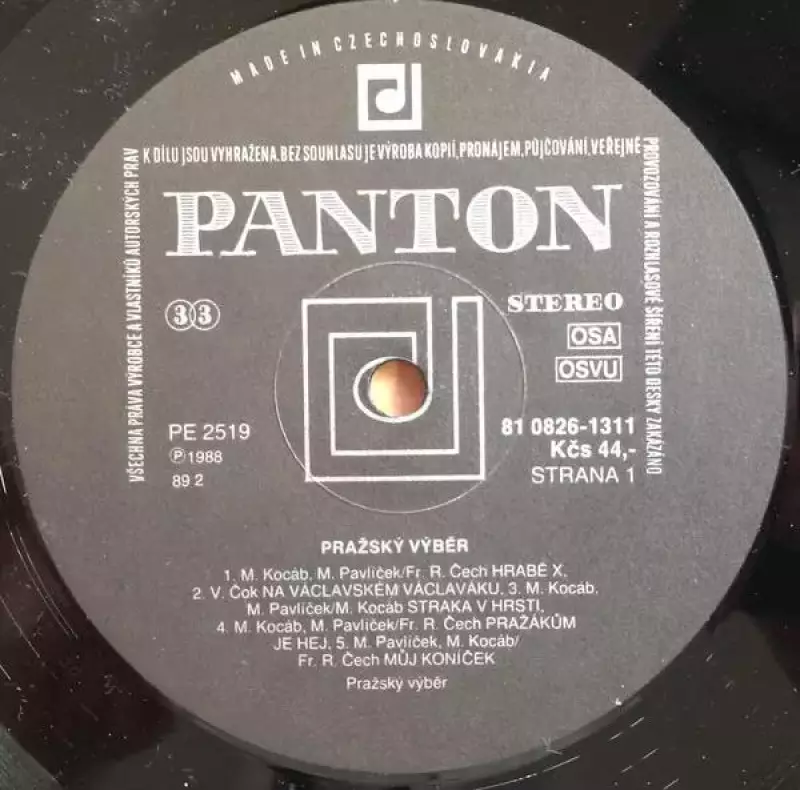 MADE IN CZECHOSLOVAKIA
VŠECHNA PRÁVA VÝROBCE A VLASTNÍKŮ AUTORSKÝCH PRÁV
K DÍLU JSOU VYHRAŽENA. BEZ SOUHLASU JE VÝROBA KOPIÍ, PRONÁJEM, PŮJČOVÁNÍ, VEŘEJNÉ
PROVOZOVÁNÍ A ROZHLASOVÉ ŠÍŘENÍ TÉTO DESKY ZAKÁZÁNO
PANTON
33
STEREO
OSA
OSVU
PE 2519
81 0826-1311
Ⓟ1988
Kčs 44,-
89 2
STRANA 1
PRAŽSKÝ VÝBĚR
1. M. Kocáb, M. Pavlíček/Fr. R. Čech HRABĚ X,
2. V. Čok NA VÁCLAVSKÉM VÁCLAVÁKU, 3. M. Kocáb,
M. Pavlíček/M. Kocáb STRAKA V HRSTI,
4. M. Kocáb, M. Pavlíček/Fr. R. Čech PRAŽÁKŮM
JE HEJ, 5. M. Pavlíček, M. Kocáb/
Fr. R. Čech MŮJ KONÍČEK
Pražský výběr